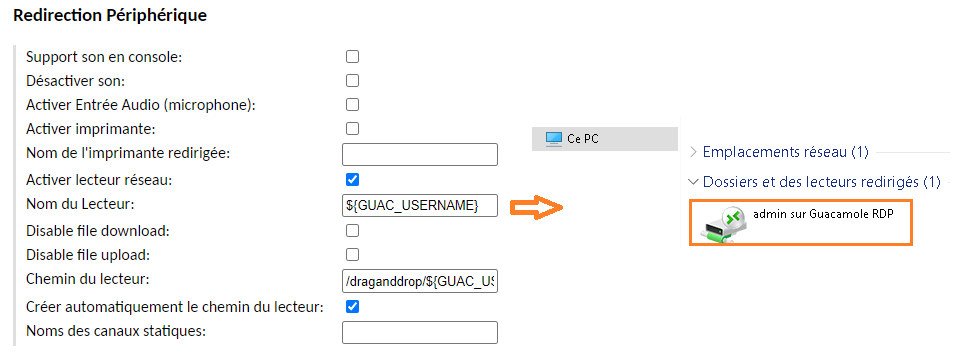 Redirection Périphérique
Support son en console:
Désactiver son:
Activer Entrée Audio (microphone):
Activer imprimante:
Nom de l'imprimante redirigée:
Activer lecteur réseau:
Nom du Lecteur:
${GUAC_USERNAME}
Disable file download:
Disable file upload:
Chemin du lecteur:
/draganddrop/${GUAC_US
Créer automatiquement le chemin du lecteur:
Noms des canaux statiques:
Ce PC
Emplacements réseau (1)
Dossiers et des lecteurs redirigés (1)
admin sur Guacamole RDP